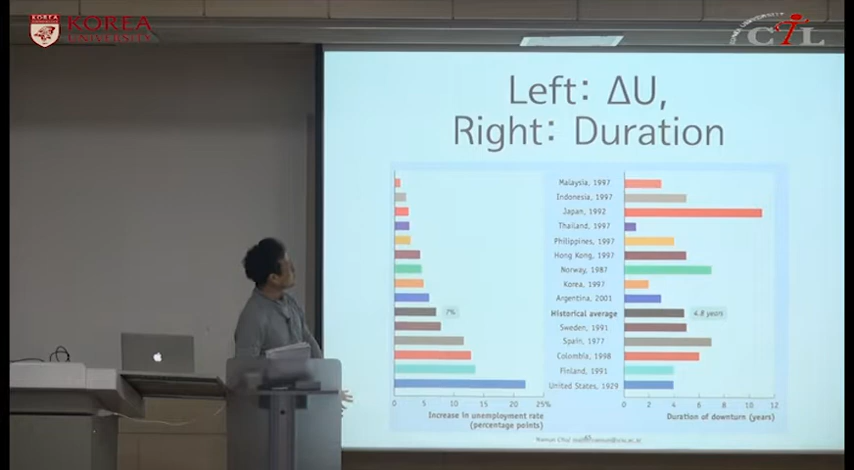 KOREA
UNIVERSITY
CTL
Left: ΔU,
Right: Duration
Malaysia, 1997
Indonesia, 1997
Japan, 1992
Thailand, 1997
Philippines, 1997
Hong Kong, 1997
Norway, 1987
Korea, 1997
Argentina, 2001
Historical average
7%
4.8 years
Sweden, 1991
Spain, 1977
Colombia, 1998
Finland, 1991
United States, 1929
0 5 10 15 20 25%
0 2 4 6 8 10 12
Increase in unemployment rate
(percentage points)
Duration of downturn (years)